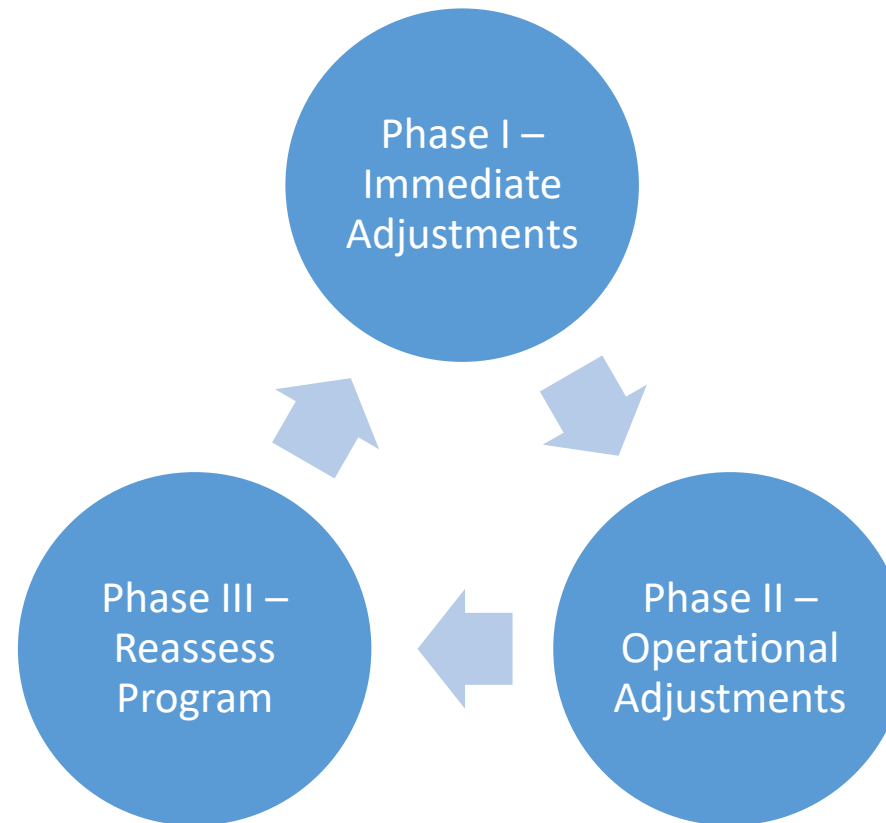 Phase I –
Immediate
Adjustments
Phase II –
Operational
Adjustments
Phase III –
Reassess
Program